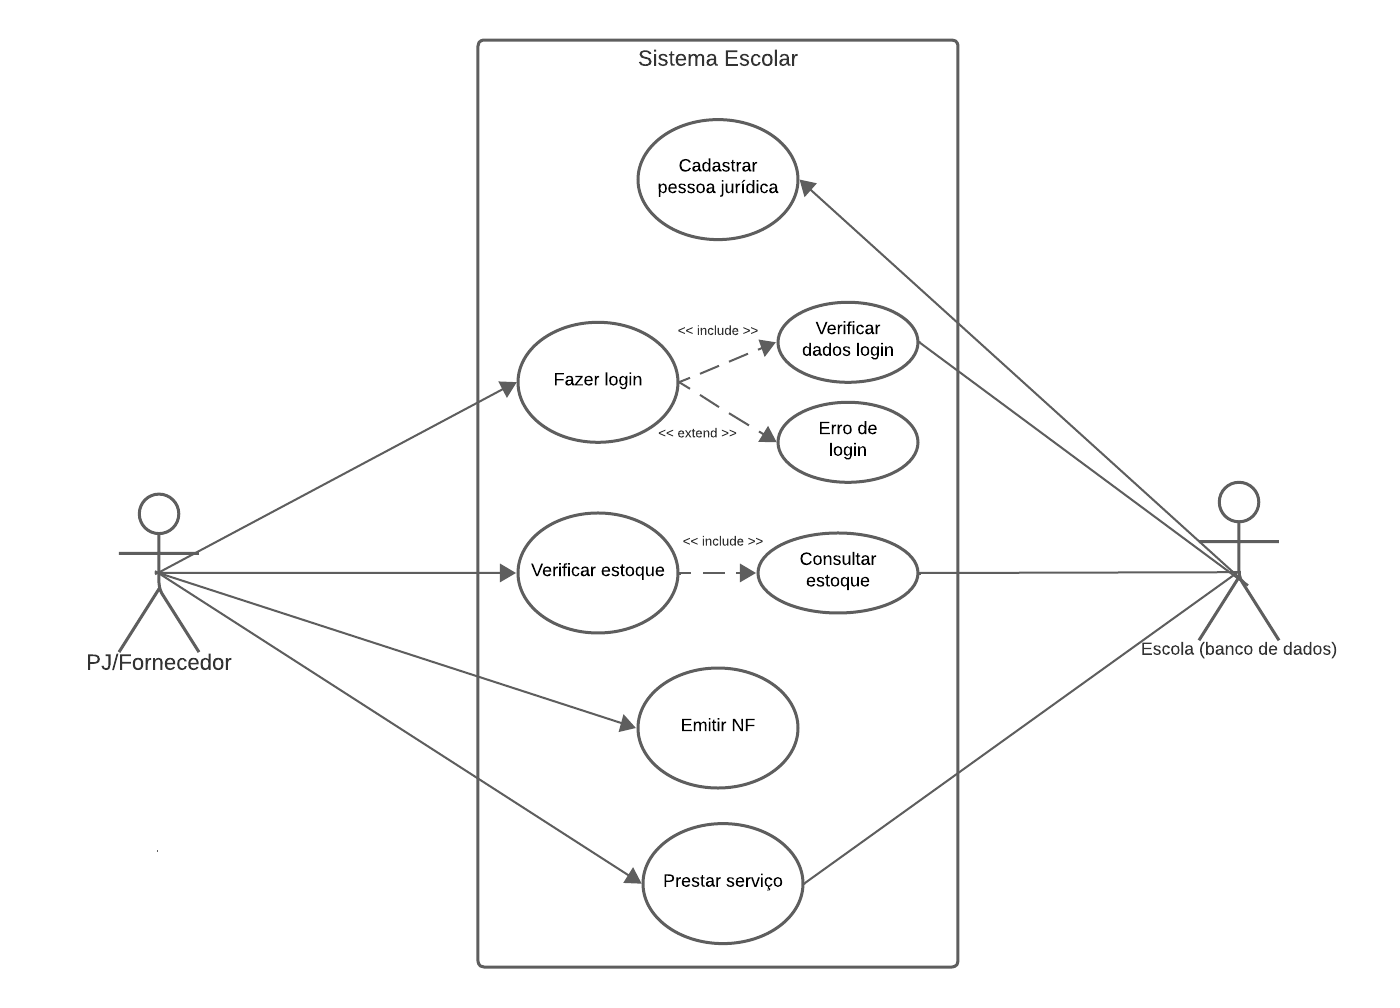 Sistema Escolar
Cadastrar
pessoa jurídica
<< include >>
Verificar
dados login
Fazer login
<< extend >>
Erro de
login
<< include >>
Verificar estoque
Consultar
estoque
PJ/Fornecedor
Escola (banco de dados)
Emitir NF
Prestar serviço